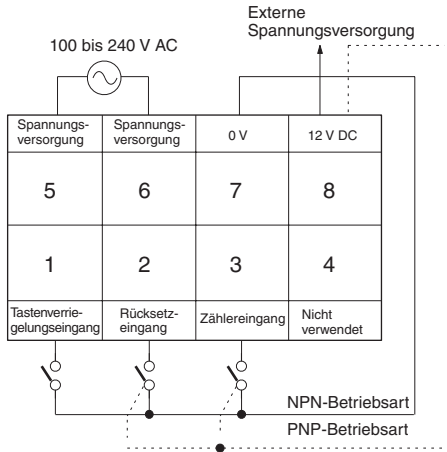 Externe
Spannungsversorgung
100 bis 240 V AC
Spannungs-
versorgung
Spannungs-
versorgung
0 V
12 V DC
5
6
7
8
1
2
3
4
Tastenverrie-
gelungseingang
Rücksetz-
eingang
Zählereingang
Nicht
verwendet
NPN-Betriebsart
PNP-Betriebsart